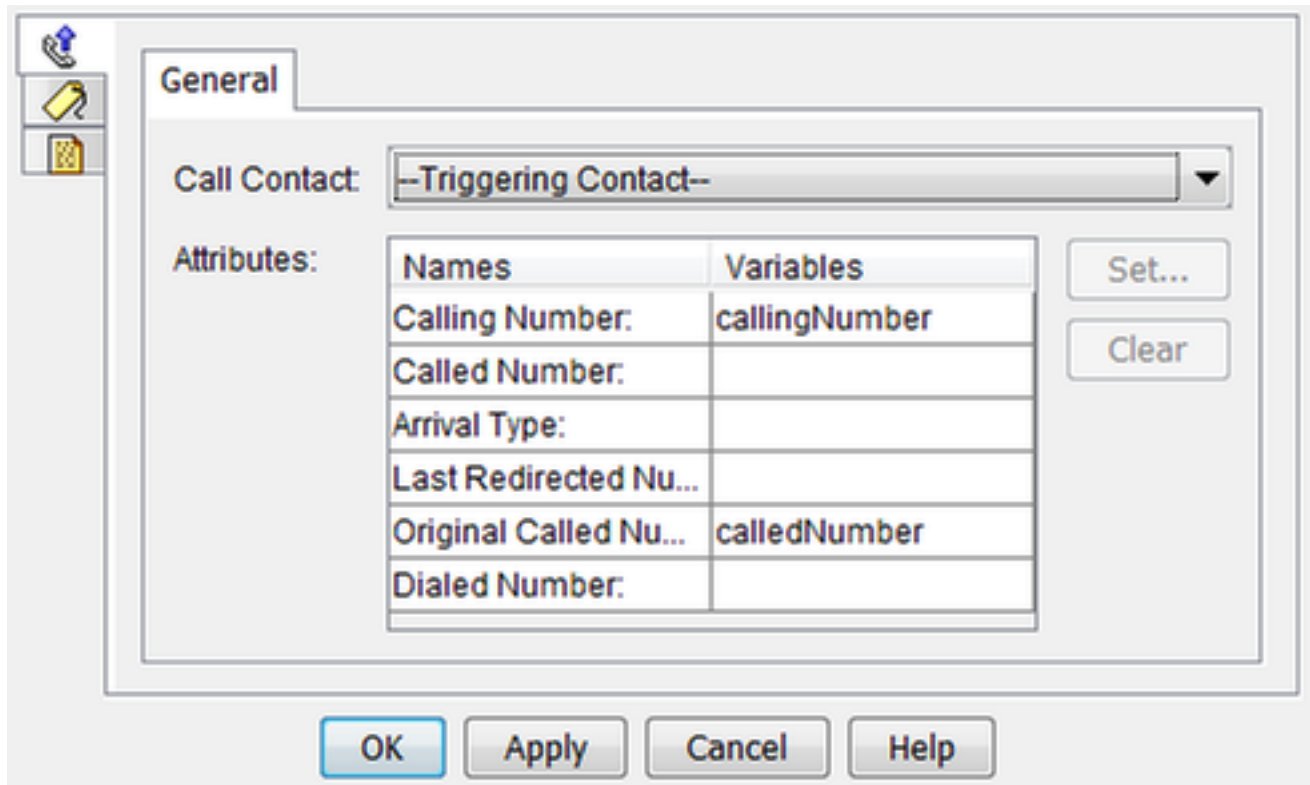 General
Call Contact: --Triggering Contact--
Attributes:
Names Variables Set...
Calling Number: callingNumber
Clear
Called Number:
Arrival Type:
Last Redirected Nu...
Original Called Nu... calledNumber
Dialed Number:
OK Apply Cancel Help